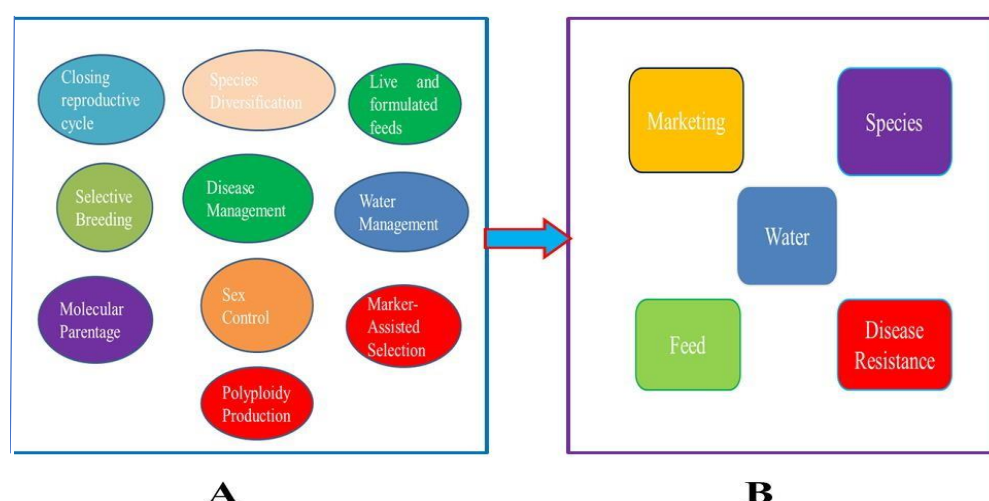 Closing
reproductive
cycle
Species
Diversification
Live and
formulated
feeds
Selective
Breeding
Disease
Management
Water
Management
Molecular
Parentage
Sex
Control
Marker-
Assisted
Selection
Polyploidy
Production
A
Marketing
Species
Water
Feed
Disease
Resistance
B